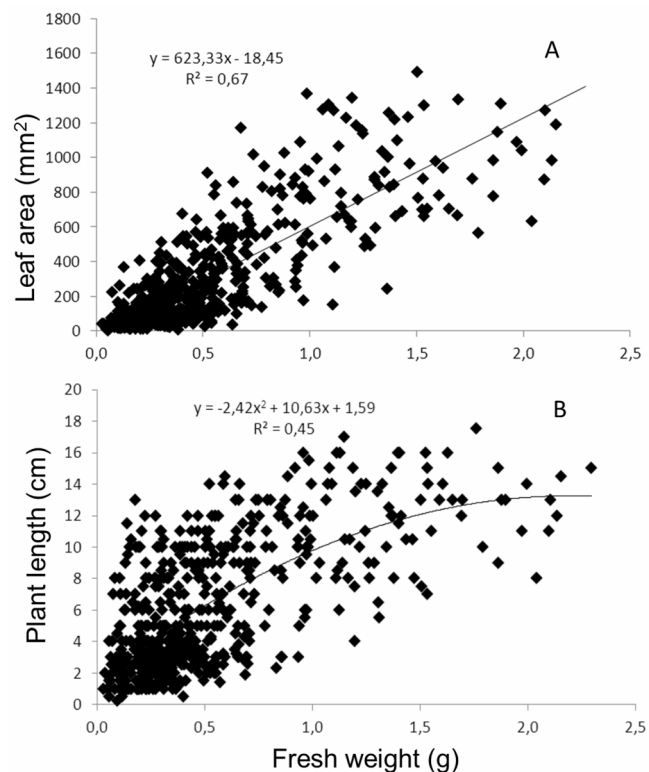 1800
1600
1400
1200
1000
800
600
400
200
0
Leaf area (mm²)
y = 623,33x - 18,45
R² = 0,67
A
0,0 0,5 1,0 1,5 2,0 2,5
20
18
16
14
12
10
8
6
4
2
0
Plant length (cm)
y = -2,42x² + 10,63x + 1,59
R² = 0,45
B
0,0 0,5 1,0 1,5 2,0 2,5
Fresh weight (g)